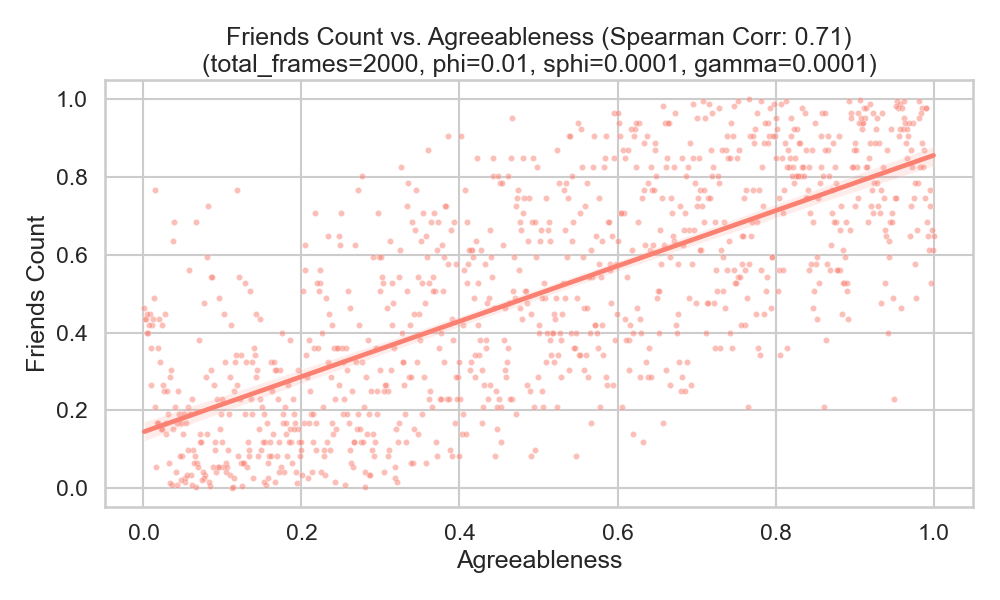 Friends Count vs. Agreeableness (Spearman Corr: 0.71)
(total_frames=2000, phi=0.01, sphi=0.0001, gamma=0.0001)
1.0
0.8
0.6
0.4
0.2
0.0
Friends Count
0.0 0.2 0.4 0.6 0.8 1.0
Agreeableness